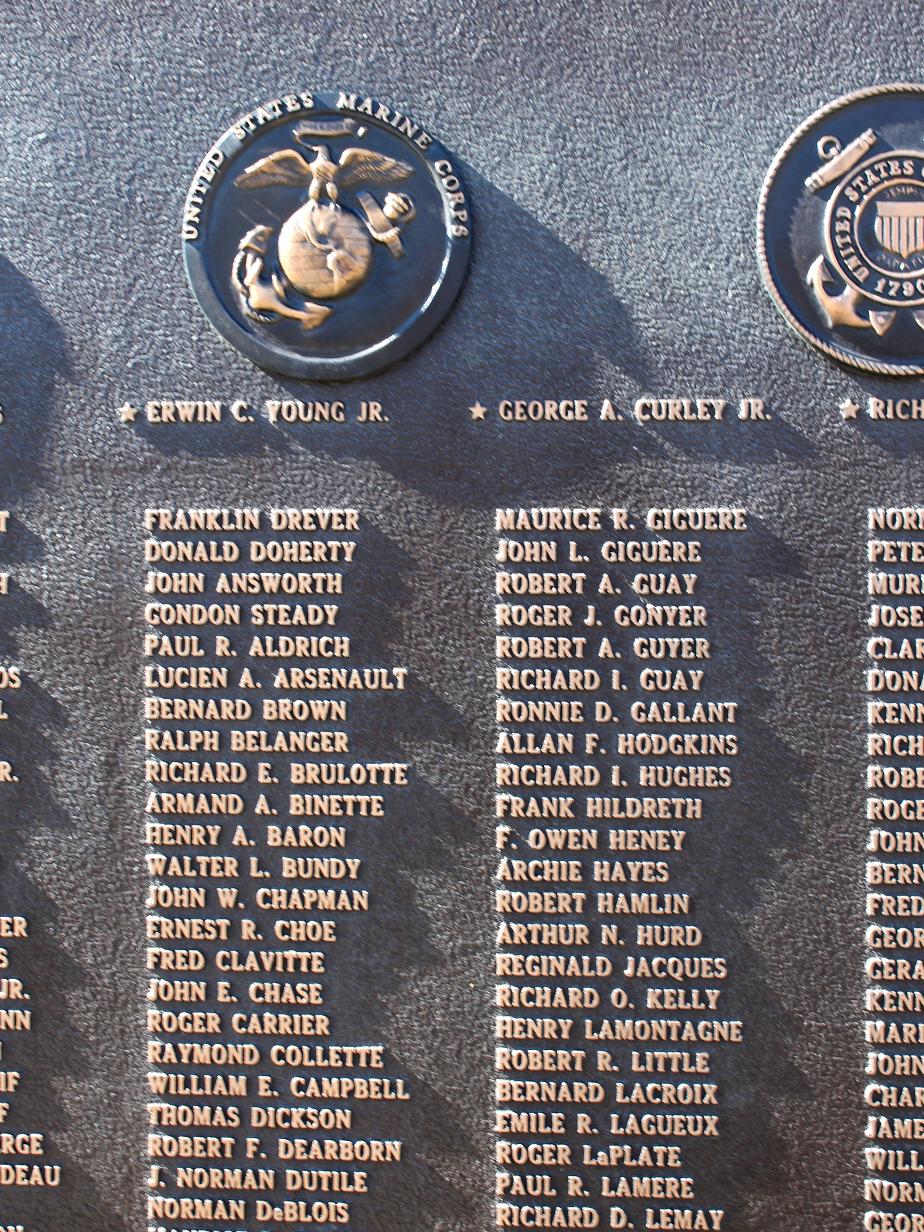 UNITED STATES MARINE CORPS
UNITED STATES
1790
★ ERWIN C. YOUNG JR.
★ GEORGE A. CURLEY JR.
★
FRANKLIN DREVER
DONALD DOHERTY
JOHN ANSWORTH
GONDON STEADY
PAUL R. ALDRICH
LUCIEN A. ARSENAULT
BERNARD BROWN
RALPH BELANGER
RICHARD E. BRULOTTE
ARMAND A. BINETTE
HENRY A. BARON
WALTER L. BUNDY
JOHN W. CHAPMAN
ERNEST R. CHOE
FRED CLAVITTE
JOHN E. CHASE
ROGER CARRIER
RAYMOND COLLETTE
WILLIAM E. CAMPBELL
THOMAS DICKSON
ROBERT F. DEARBORN
J. NORMAN DUTILE
NORMAN DeBLOIS
MAURICE R. GIGUERE
JOHN L. GIGUERE
ROBERT A. GUAY
ROGER J. GONYER
ROBERT A. GUYER
RICHARD I. GUAY
RONNIE D. GALLANT
ALLAN F. HODGKINS
RICHARD I. HUGHES
FRANK HILDRETH
F. OWEN HENEY
ARCHIE HAYES
ROBERT HAMLIN
ARTHUR N. HURD
REGINALD JACQUES
RICHARD O. KELLY
HENRY LAMONTAGNE
ROBERT R. LITTLE
BERNARD LACROIX
EMILE R. LAGUEUX
ROGER LaPLATE
PAUL R. LAMERE
RICHARD D. LEMAY